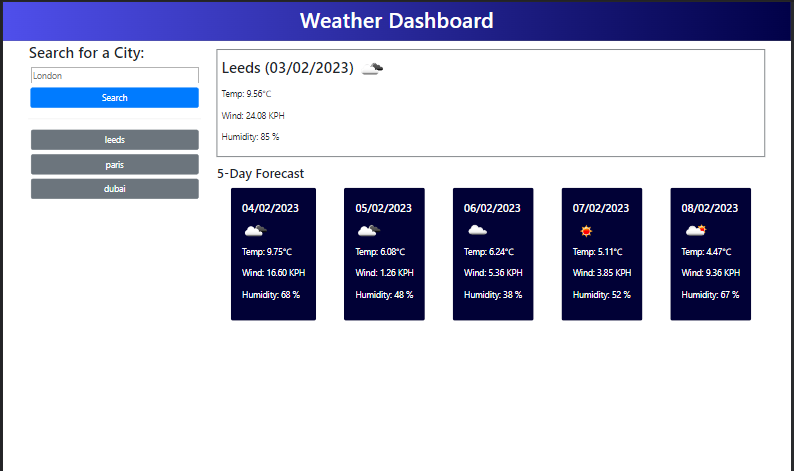 Weather Dashboard
Search for a City:
London
Search
leeds
paris
dubai
Leeds (03/02/2023)
Temp: 9.56°C
Wind: 24.08 KPH
Humidity: 85 %
5-Day Forecast
04/02/2023
Temp: 9.75°C
Wind: 16.60 KPH
Humidity: 68 %
05/02/2023
Temp: 6.08°C
Wind: 1.26 KPH
Humidity: 48 %
06/02/2023
Temp: 6.24°C
Wind: 5.36 KPH
Humidity: 38 %
07/02/2023
Temp: 5.11°C
Wind: 3.85 KPH
Humidity: 52 %
08/02/2023
Temp: 4.47°C
Wind: 9.36 KPH
Humidity: 67 %